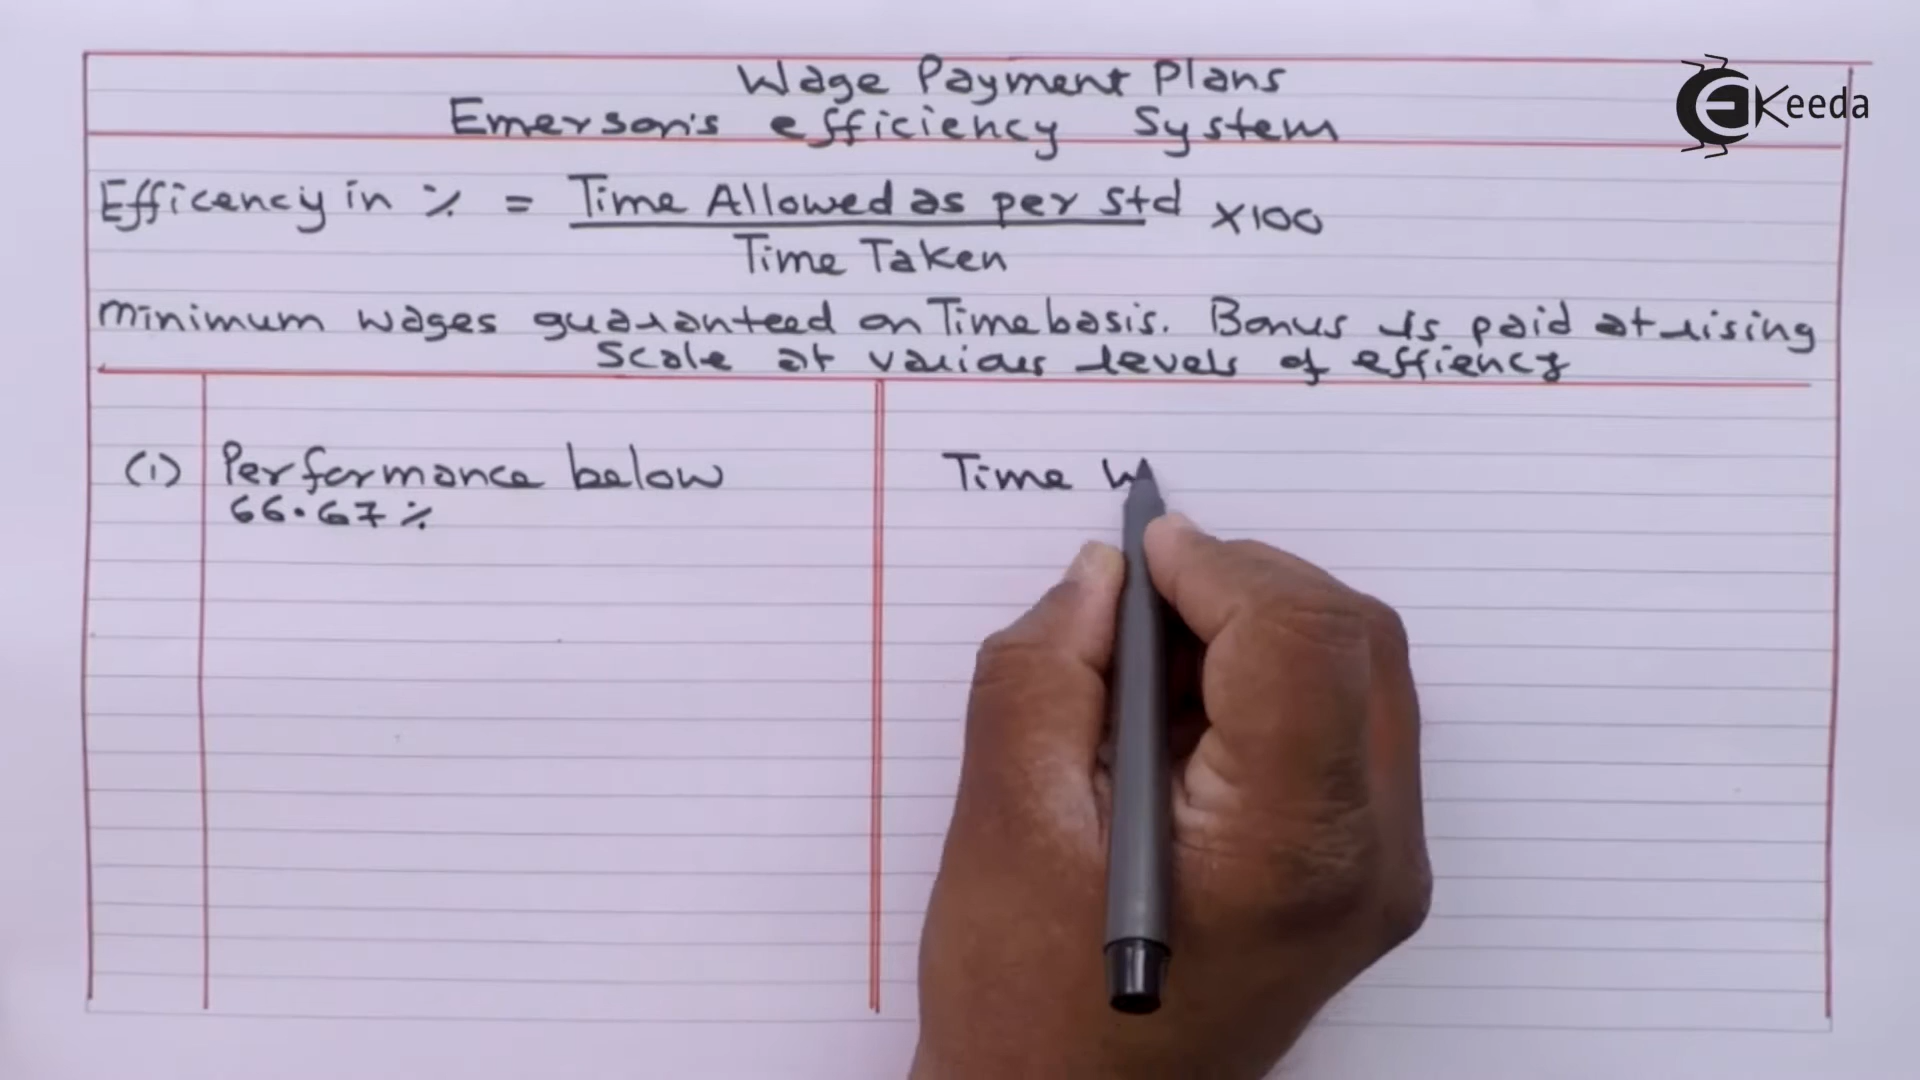 Wage Payment Plans
Emerson's efficiency System
EKeeda
Efficency in % = Time Allowed as per std X100
Time Taken
Minimum wages guaranteed on Time basis. Bonus is paid at rising
Scale at various levels of effiency
(1) Performance below
66.67%
Time W